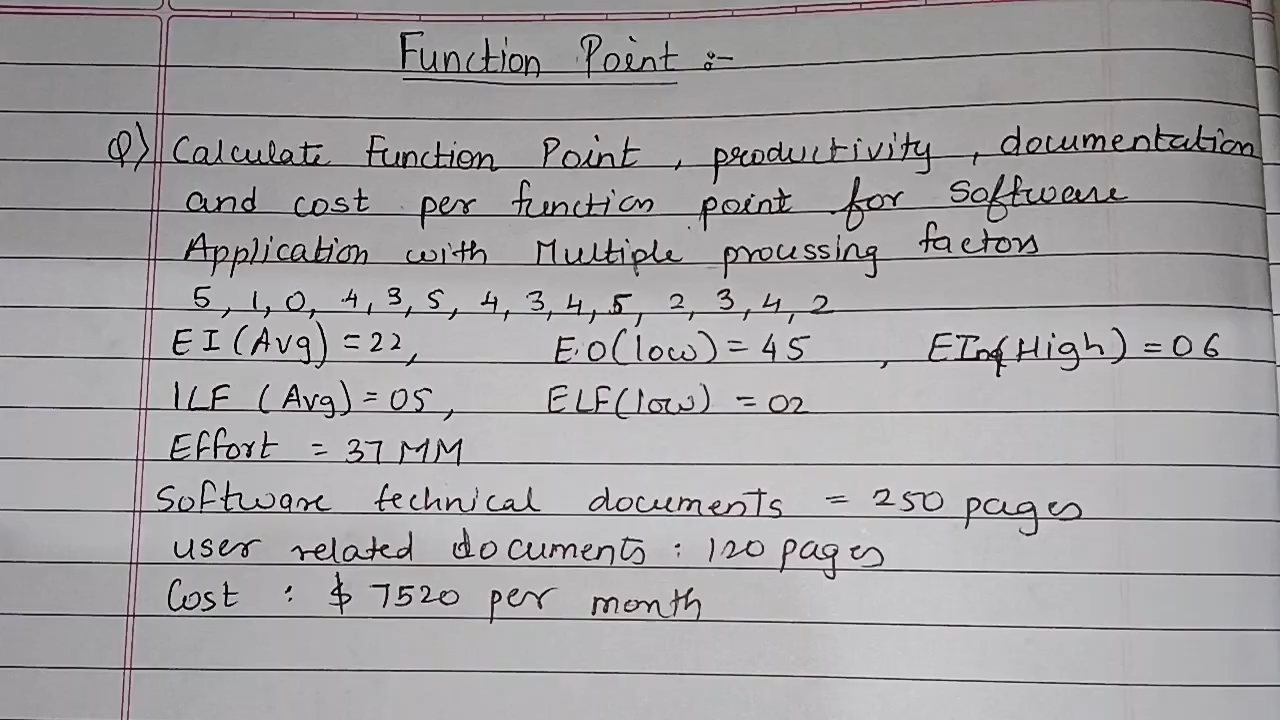 Function Point :-
Q) Calculate Function Point , productivity , documentation
and cost per function point for Software
Application with Multiple processing factors
5 , 1 , 0 , 4 , 3 , 5 , 4 , 3 , 4 , 5 , 2 , 3 , 4 , 2
EI (Avg) = 22 , E.O (low) = 45 , EInq (High) = 06
ILF (Avg) = 05 , ELF (low) = 02
Effort = 37 MM
Software technical documents = 250 pages
user related documents : 120 pages
Cost : $ 7520 per month